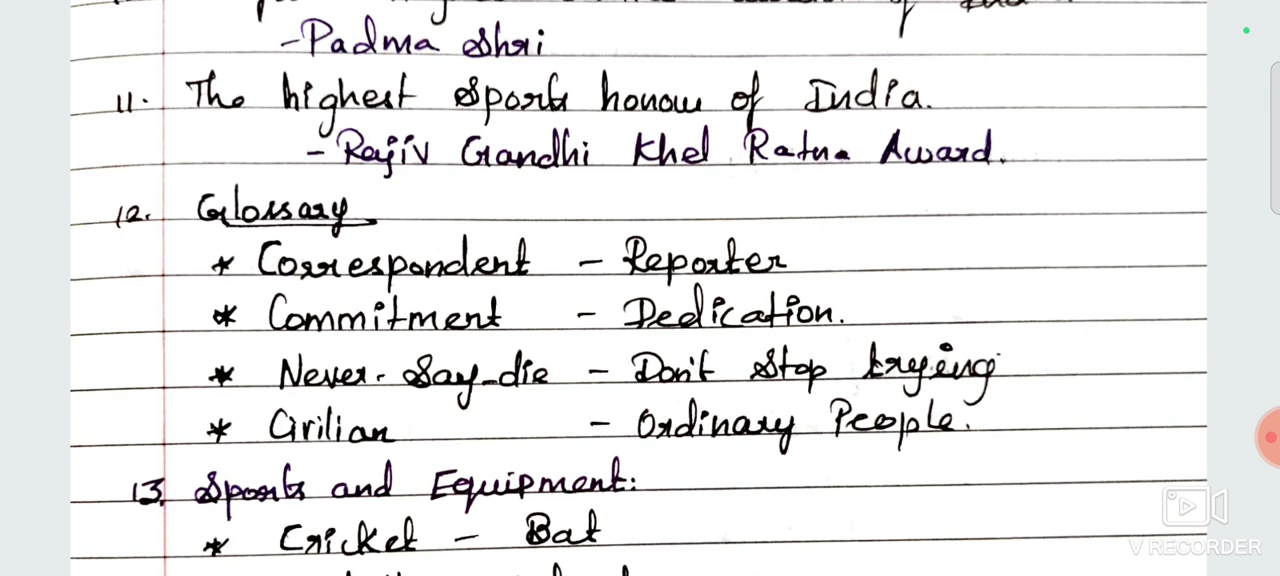 - Padma Shri
11. The highest sports honour of India.
- Rajiv Gandhi Khel Ratna Award.
12. Glossary
* Correspondent - Reporter
* Commitment - Dedication.
* Never-Say-die - Don't Stop trying
* Civilian - Ordinary People.
13. Sports and Equipment:
* Cricket - Bat
V RECORDER